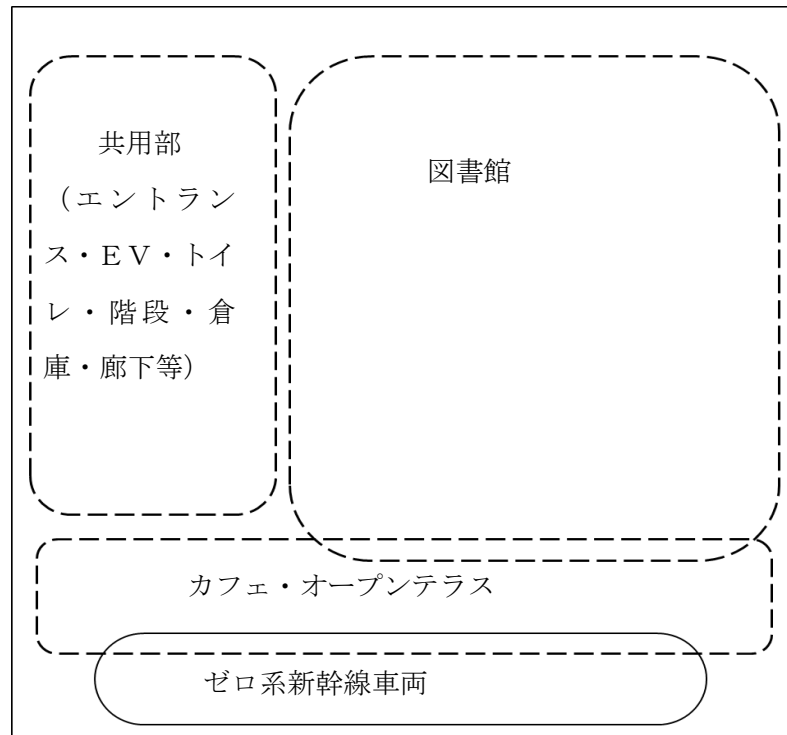 共用部
（エントラン
ス・ＥＶ・トイ
レ・階段・倉
庫・廊下等）
図書館
カフェ・オープンテラス
ゼロ系新幹線車両